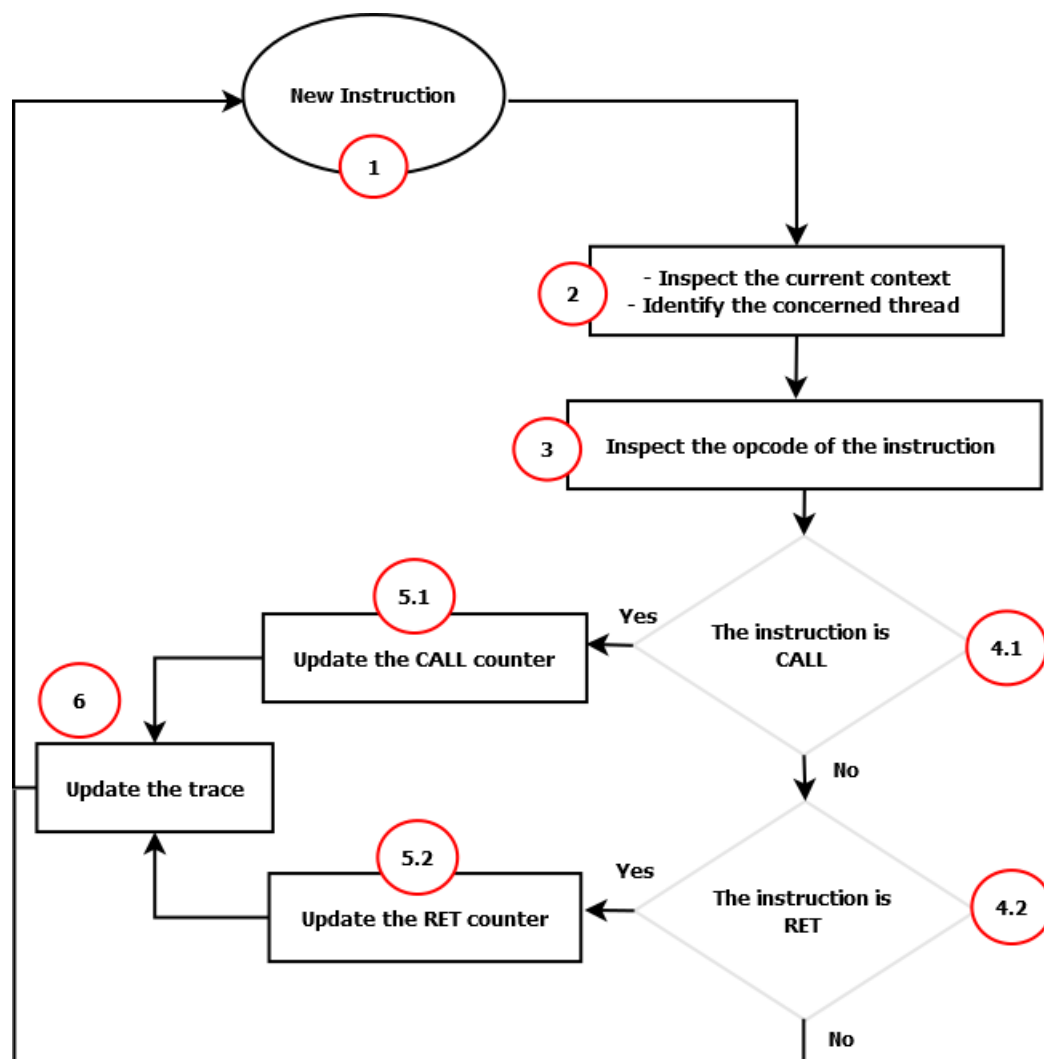 New Instruction
1
- Inspect the current context
- Identify the concerned thread
2
3
Inspect the opcode of the instruction
5.1
Yes
The instruction is
CALL
4.1
Update the CALL counter
6
Update the trace
No
5.2
Yes
The instruction is
RET
4.2
Update the RET counter
No